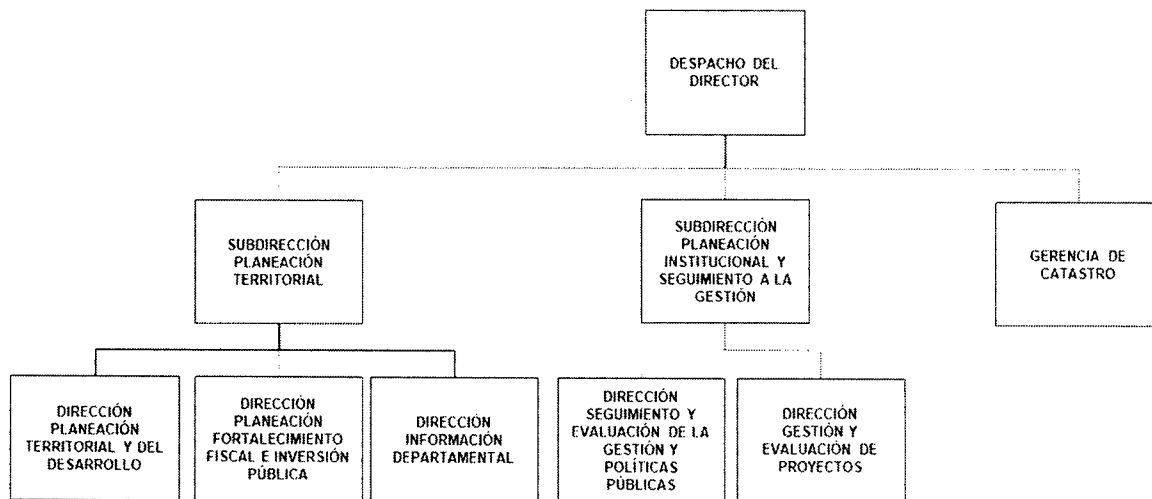 DESPACHO DEL
DIRECTOR
SUBDIRECCIÓN
PLANEACIÓN
TERRITORIAL
SUBDIRECCIÓN
PLANEACIÓN
INSTITUCIONAL Y
SEGUIMIENTO A LA
GESTIÓN
GERENCIA DE
CATASTRO
DIRECCIÓN
PLANEACIÓN
TERRITORIAL Y DEL
DESARROLLO
DIRECCIÓN
PLANEACIÓN
FORTALECIMIENTO
FISCAL E INVERSIÓN
PÚBLICA
DIRECCIÓN
INFORMACIÓN
DEPARTAMENTAL
DIRECCIÓN
SEGUIMIENTO Y
EVALUACIÓN DE LA
GESTIÓN Y
POLÍTICAS
PÚBLICAS
DIRECCIÓN
GESTIÓN Y
EVALUACIÓN DE
PROYECTOS